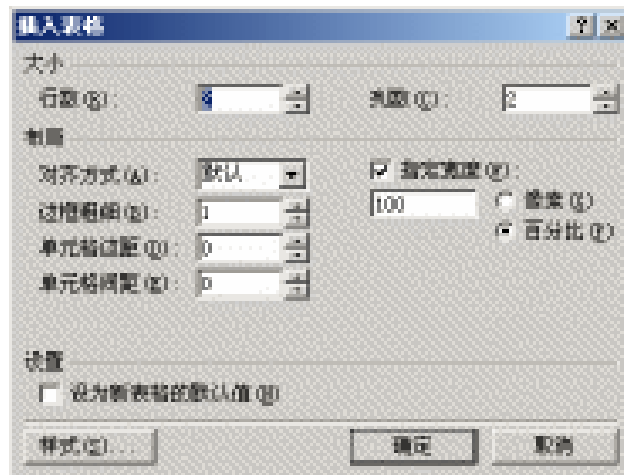 插入表格
大小
行数(R): 列数(C): 2
布局
对齐方式(A): 默认 指定宽度(W):
边框粗细(B): 1 100 像素(X)
单元格边距(D): 0 百分比(P)
单元格间距(E): 0
设置
设为新表格的默认值(H)
样式(S)... 确定 取消